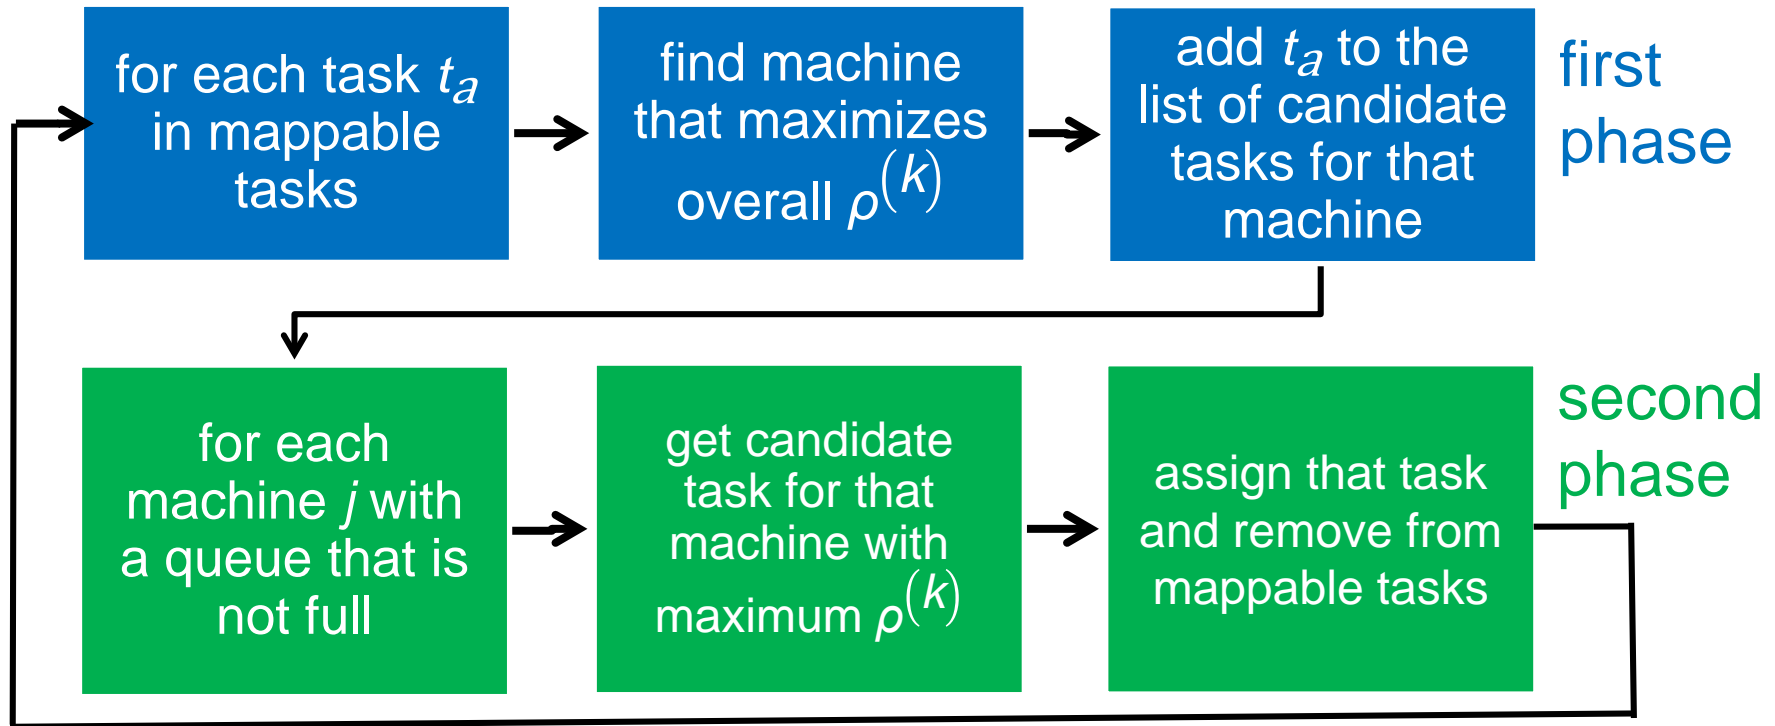 for each task tₐ
in mappable
tasks
find machine
that maximizes
overall ρ⁽ᵏ⁾
add tₐ to the
list of candidate
tasks for that
machine
first
phase
for each
machine j with
a queue that is
not full
get candidate
task for that
machine with
maximum ρ⁽ᵏ⁾
assign that task
and remove from
mappable tasks
second
phase